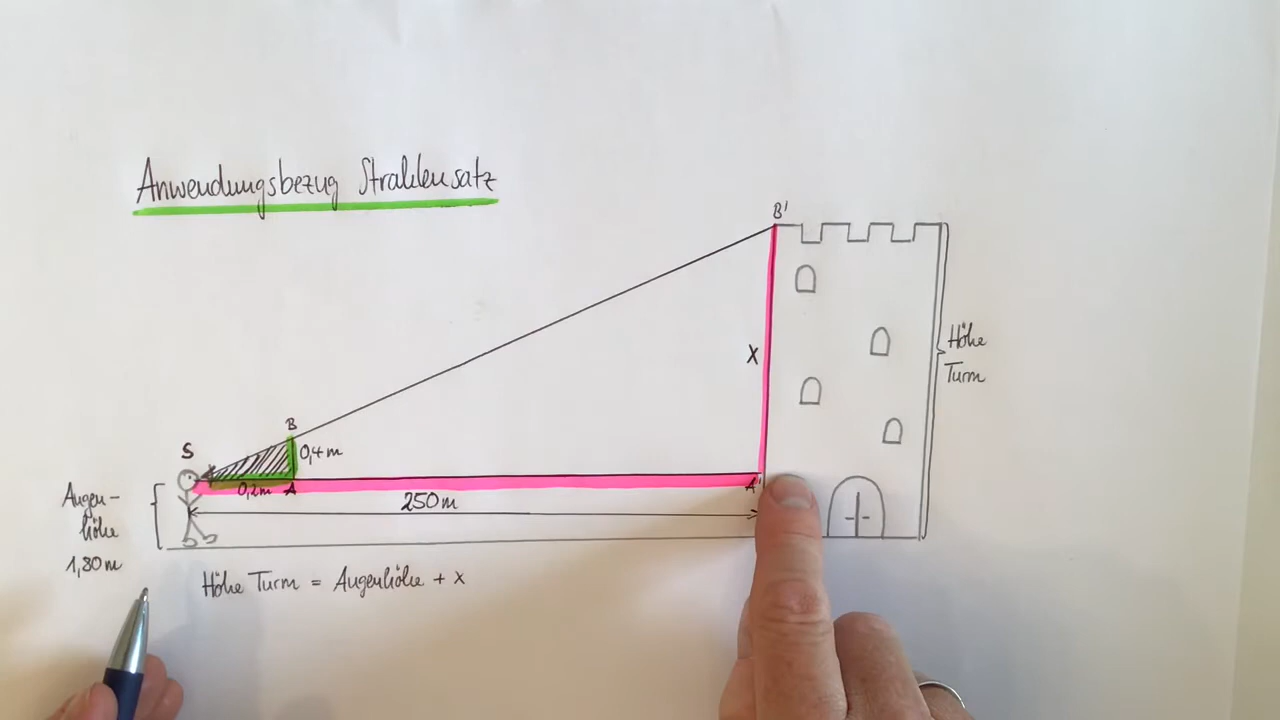 Anwendungsbezug Strahlensatz
B'
Höhe
Turm
X
B
S
0,4m
0,2m
A
A'
250m
Augen-
höhe
1,80m
Höhe Turm = Augenhöhe + x